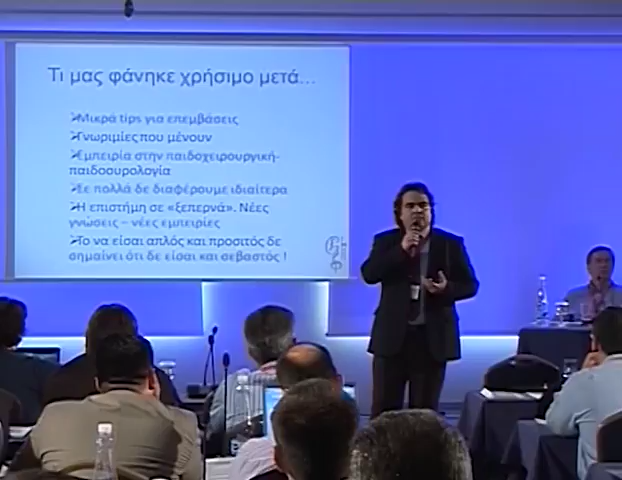 Τι μας φάνηκε χρήσιμο μετά...
➢Μικρά tips για επεμβάσεις
➢Γνωριμίες που μένουν
➢Εμπειρία στην παιδοχειρουργική-
παιδοουρολογία
➢Σε πολλά δε διαφέρουμε ιδιαίτερα
➢Η επιστήμη σε «ξεπερνά». Νέες
γνώσεις – νέες εμπειρίες
➢Το να είσαι απλός και προσιτός δε
σημαίνει ότι δε είσαι και σεβαστός !